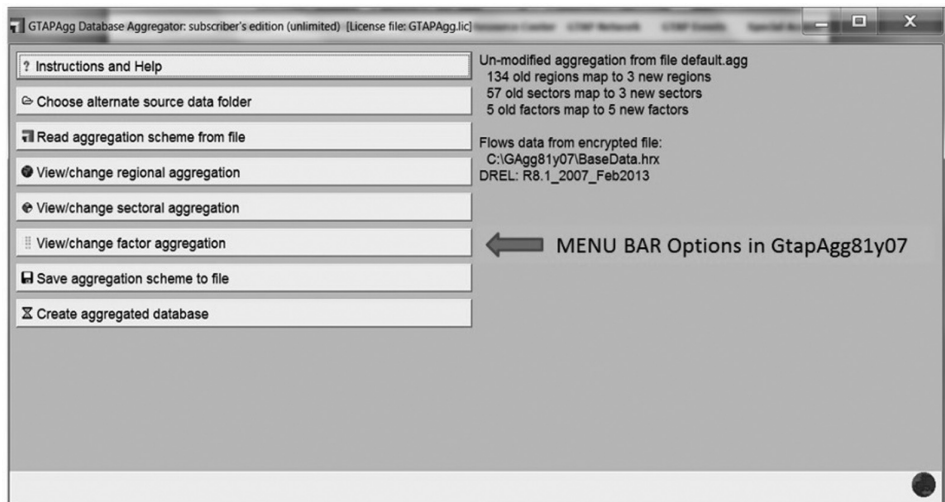 GTAPAgg Database Aggregator: subscriber's edition (unlimited) [License file: GTAPAgg.lic]
? Instructions and Help
Choose alternate source data folder
Read aggregation scheme from file
View/change regional aggregation
View/change sectoral aggregation
View/change factor aggregation
Save aggregation scheme to file
Create aggregated database
Un-modified aggregation from file default.agg
134 old regions map to 3 new regions
57 old sectors map to 3 new sectors
5 old factors map to 5 new factors
Flows data from encrypted file:
C:\GAgg81y07\BaseData.hrx
DREL: R8.1_2007_Feb2013
MENU BAR Options in GtapAgg81y07